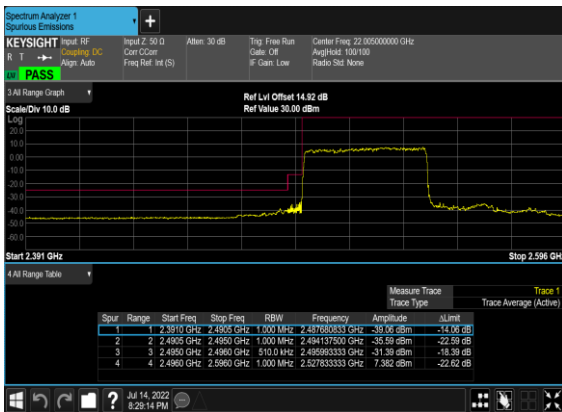 Spectrum Analyzer 1
Spurious Emissions
KEYSIGHT Input: RF Input Z: 50 Ω Atten: 30 dB Trig: Free Run Center Freq: 22.005000000 GHz
R T Coupling: DC Corr CCorr Gate: Off Avg|Hold: 100/100
Align: Auto Freq Ref: Int (S) IF Gain: Low Radio Std: None
PASS
3 All Range Graph
Ref Lvl Offset 14.92 dB
Scale/Div 10.0 dB Ref Value 30.00 dBm
Log
20.0
10.0
0.00
-10.0
-20.0
-30.0
-40.0
-50.0
-60.0
Start 2.391 GHz Stop 2.596 GHz
4 All Range Table
Measure Trace Trace 1
Trace Type Trace Average (Active)
Spur Range Start Freq Stop Freq RBW Frequency Amplitude ΔLimit
1 1 2.3910 GHz 2.4905 GHz 1.000 MHz 2.487680833 GHz -39.06 dBm -14.06 dB
2 2 2.4905 GHz 2.4950 GHz 1.000 MHz 2.494137500 GHz -35.59 dBm -22.59 dB
3 3 2.4950 GHz 2.4960 GHz 510.0 kHz 2.495993333 GHz -31.39 dBm -18.39 dB
4 4 2.4960 GHz 2.5960 GHz 1.000 MHz 2.527833333 GHz 7.382 dBm -22.62 dB
Jul 14, 2022
8:29:14 PM